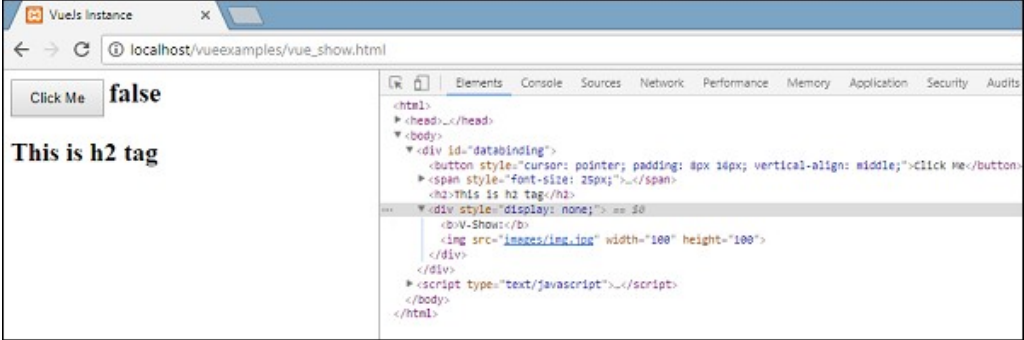 VueJs Instance
localhost/vueexamples/vue_show.html
Click Me false
This is h2 tag
Elements Console Sources Network Performance Memory Application Security Audits
<html>
<head>…</head>
<body>
<div id="databinding">
<button style="cursor: pointer; padding: 8px 16px; vertical-align: middle;">Click Me</button>
<span style="font-size: 25px;">…</span>
<h2>This is h2 tag</h2>
<div style="display: none;"> == $0
<b>V-Show:</b>
<img src="images/img.jpg" width="100" height="100">
</div>
</div>
<script type="text/javascript">…</script>
</body>
</html>